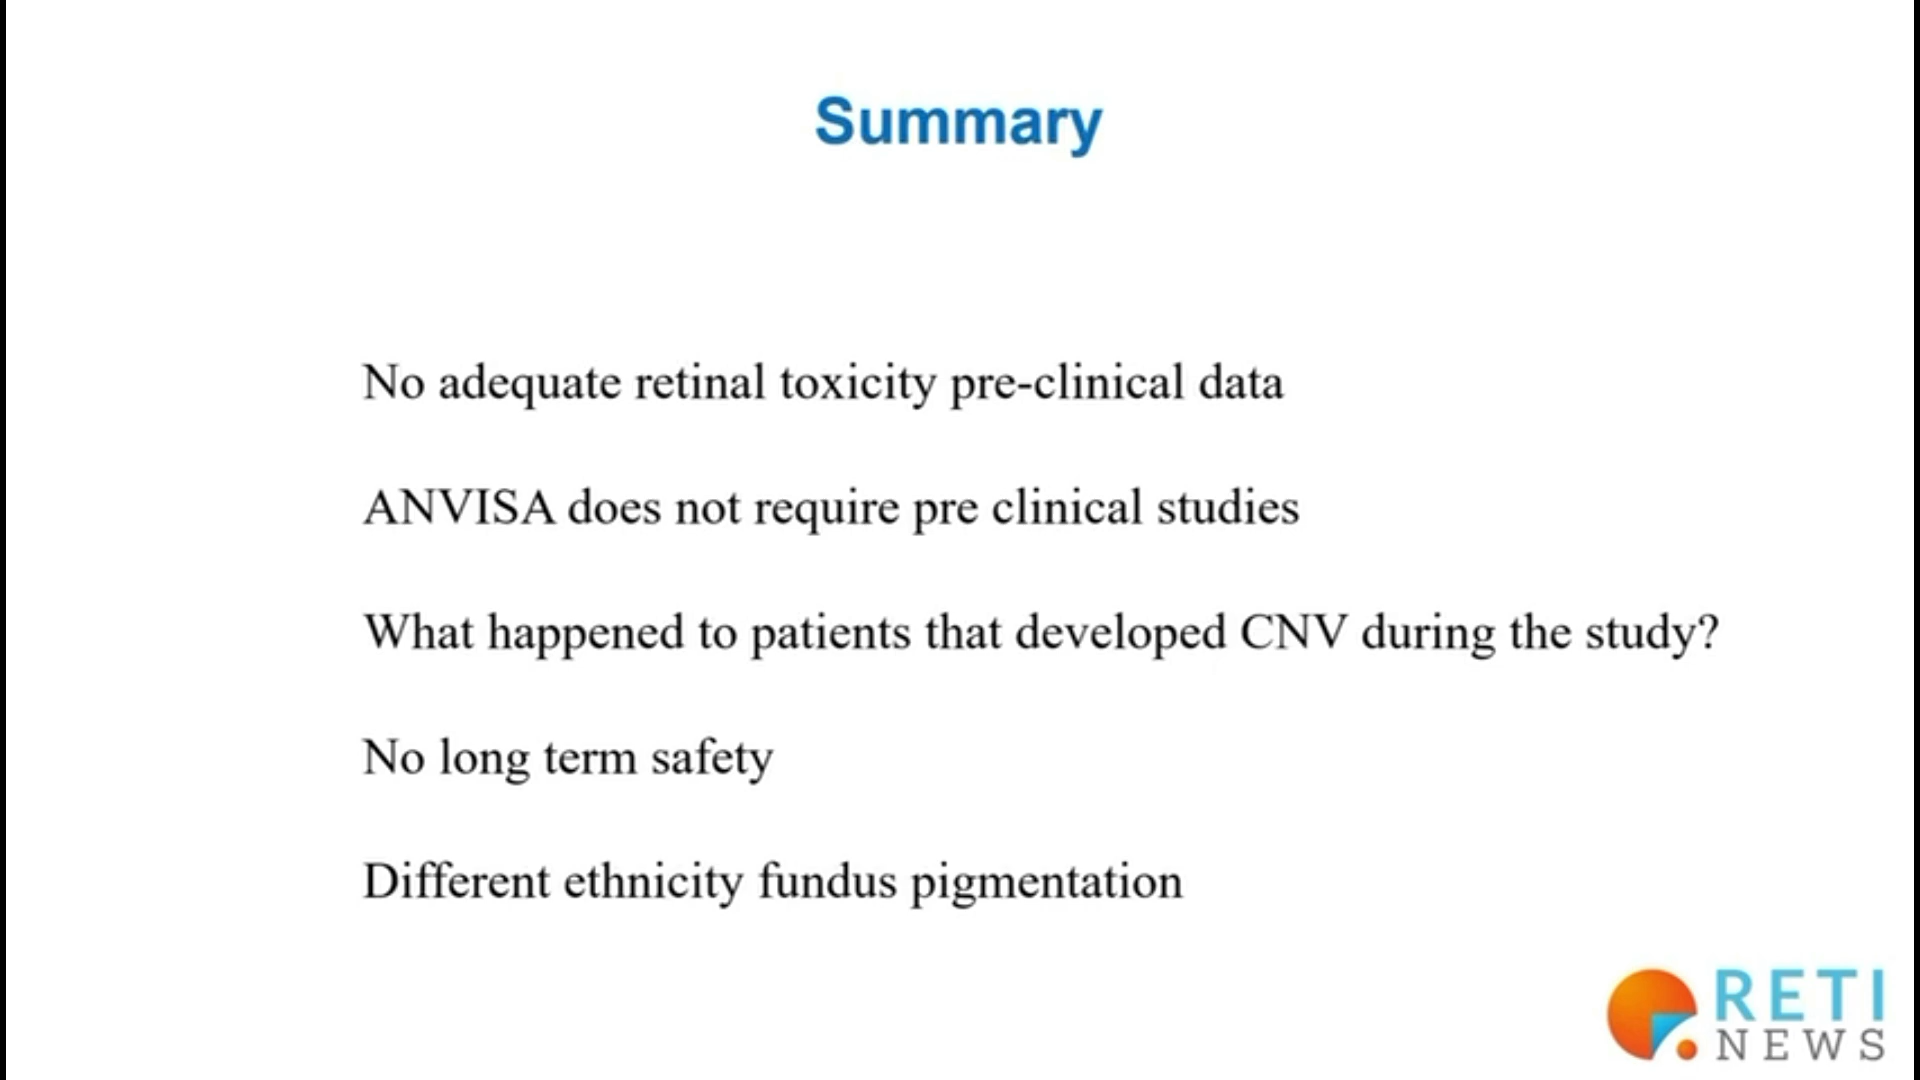 Summary
No adequate retinal toxicity pre-clinical data
ANVISA does not require pre clinical studies
What happened to patients that developed CNV during the study?
No long term safety
Different ethnicity fundus pigmentation
RETI
NEWS